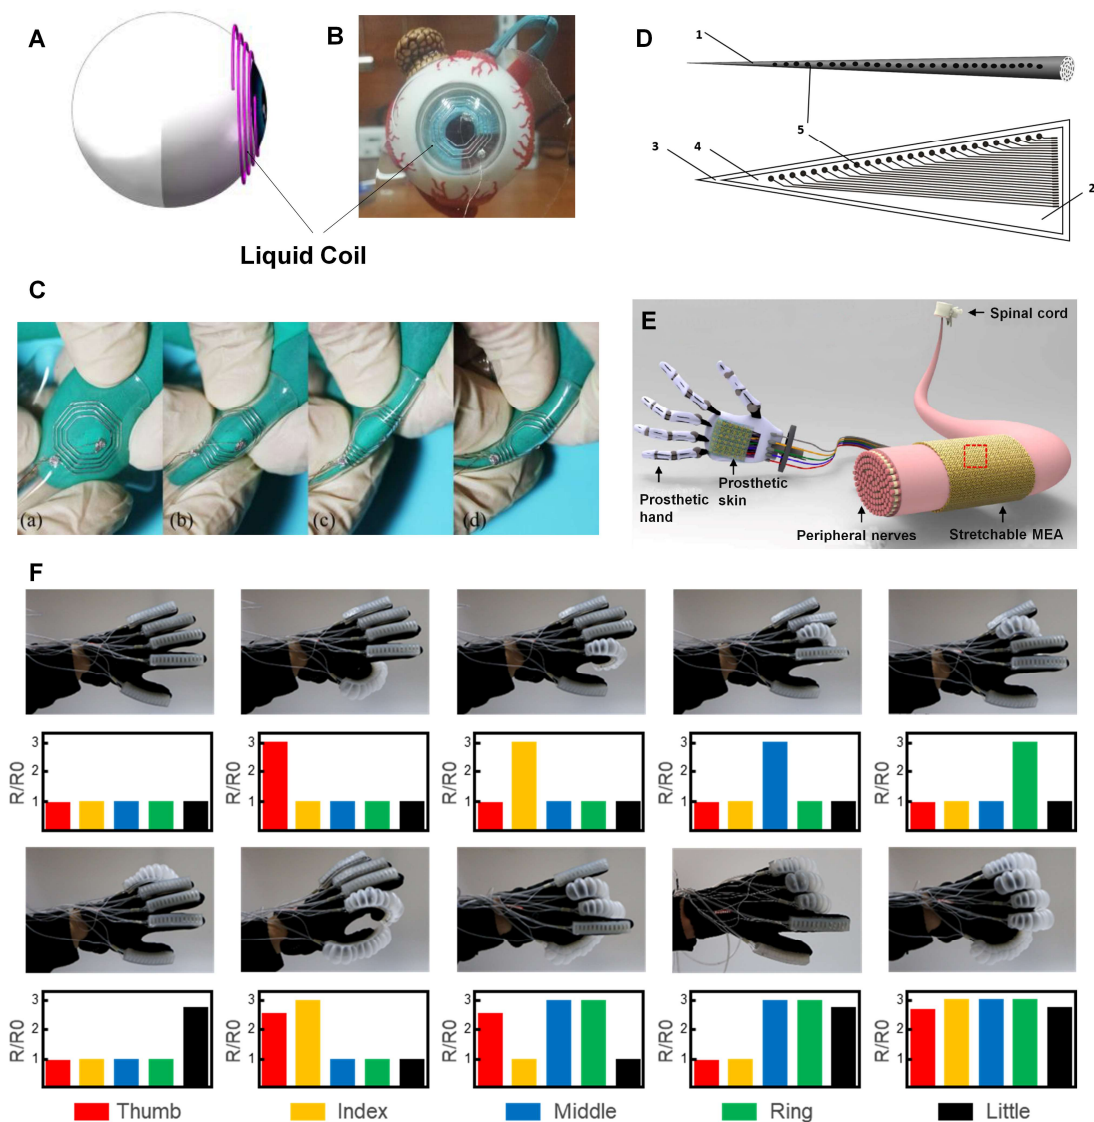 A
B
Liquid Coil
D
1
5
3
4
2
C
(a)
(b)
(c)
(d)
E
Spinal cord
Prosthetic
hand
Prosthetic
skin
Peripheral nerves
Stretchable MEA
F
R/R0
3
2
1
R/R0
3
2
1
R/R0
3
2
1
R/R0
3
2
1
R/R0
3
2
1
R/R0
3
2
1
R/R0
3
2
1
R/R0
3
2
1
R/R0
3
2
1
R/R0
3
2
1
Thumb
Index
Middle
Ring
Little